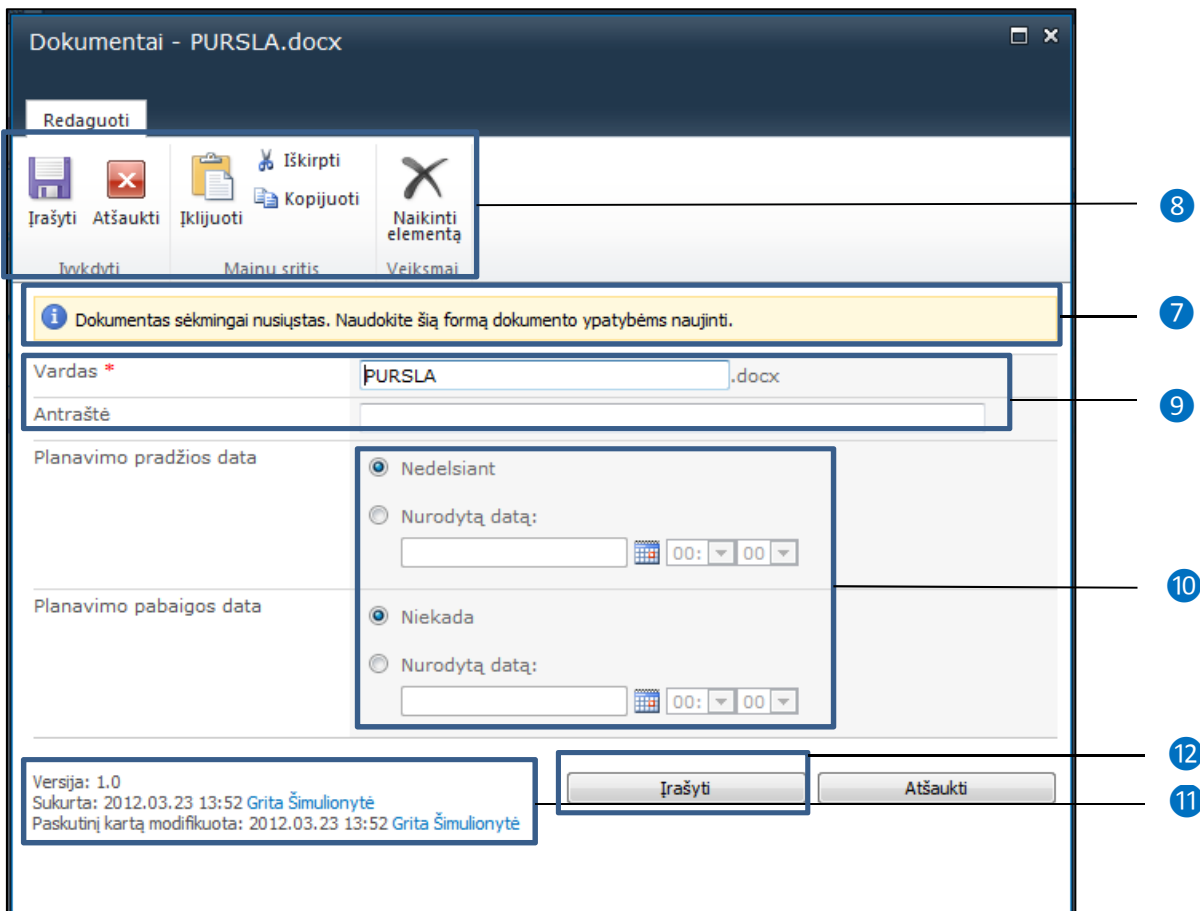 Dokumentai - PURSLA.docx
Redaguoti
Įrašyti Atšaukti Įklijuoti Iškirpti
Kopijuoti
Naikinti elementą
Įvykdyti Mainų sritis Veiksmai
8
Dokumentas sėkmingai nusiųstas. Naudokite šią formą dokumento ypatybėms naujinti.
7
Vardas * PURSLA .docx
Antraštė
9
Planavimo pradžios data Nedelsiant
Nurodytą datą:
00: 00
10
Planavimo pabaigos data Niekada
Nurodytą datą:
00: 00
12
Versija: 1.0
Įrašyti Atšaukti
Sukurta: 2012.03.23 13:52 Grita Šimulionytė
11
Paskutinį kartą modifikuota: 2012.03.23 13:52 Grita Šimulionytė